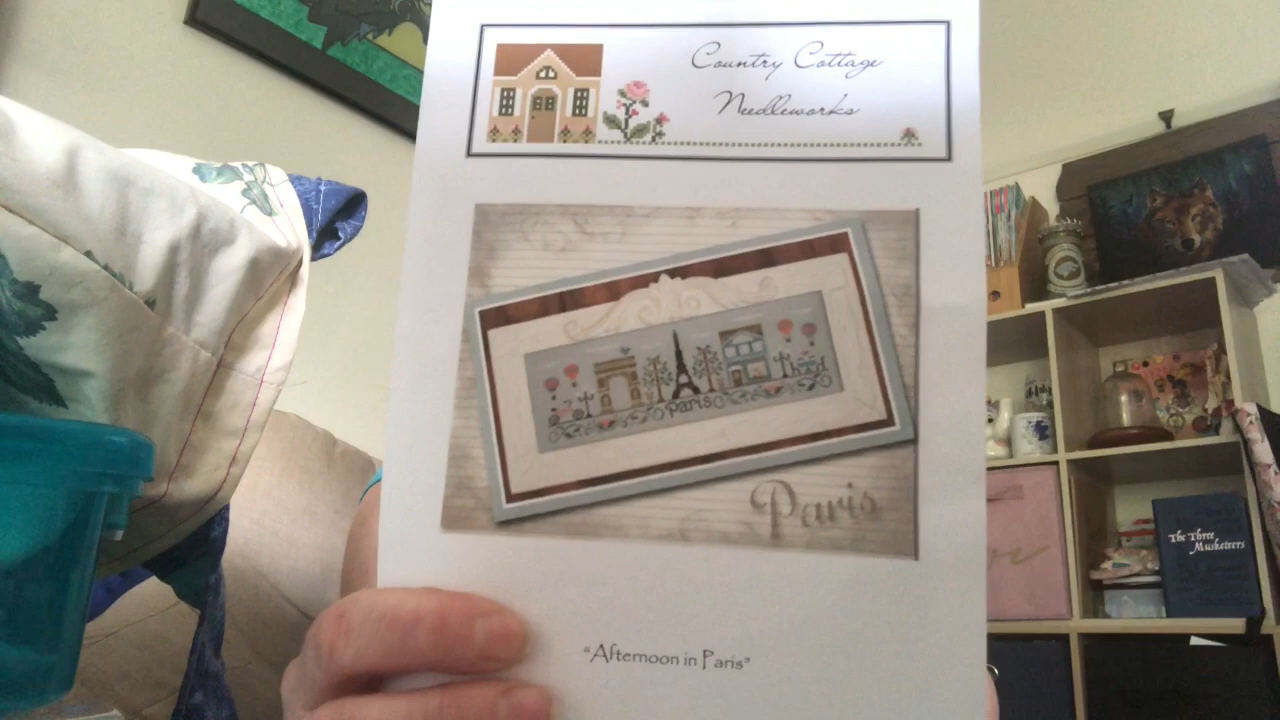 Country Cottage
Needleworks
Paris
Paris
"Afternoon in Paris"
The Three
Musketeers